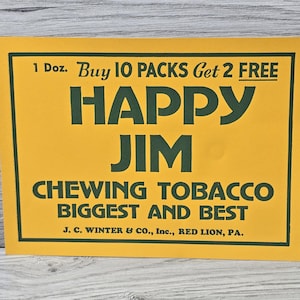 1 Doz. Buy 10 PACKS Get 2 FREE
HAPPY
JIM
CHEWING TOBACCO
BIGGEST AND BEST
J. C. WINTER & CO., Inc., RED LION, PA.